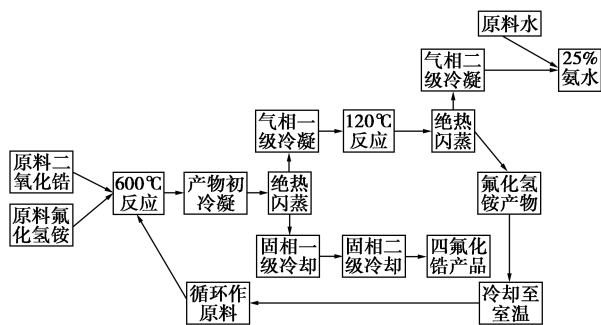 原料水
气相二
级冷凝
25%
氨水
气相一
级冷凝
120℃
反应
绝热
闪蒸
原料二
氧化锆
600℃
反应
产物初
冷凝
绝热
闪蒸
氟化氢
铵产物
原料氟
化氢铵
固相一
级冷却
固相二
级冷却
四氟化
锆产品
循环作
原料
冷却至
室温